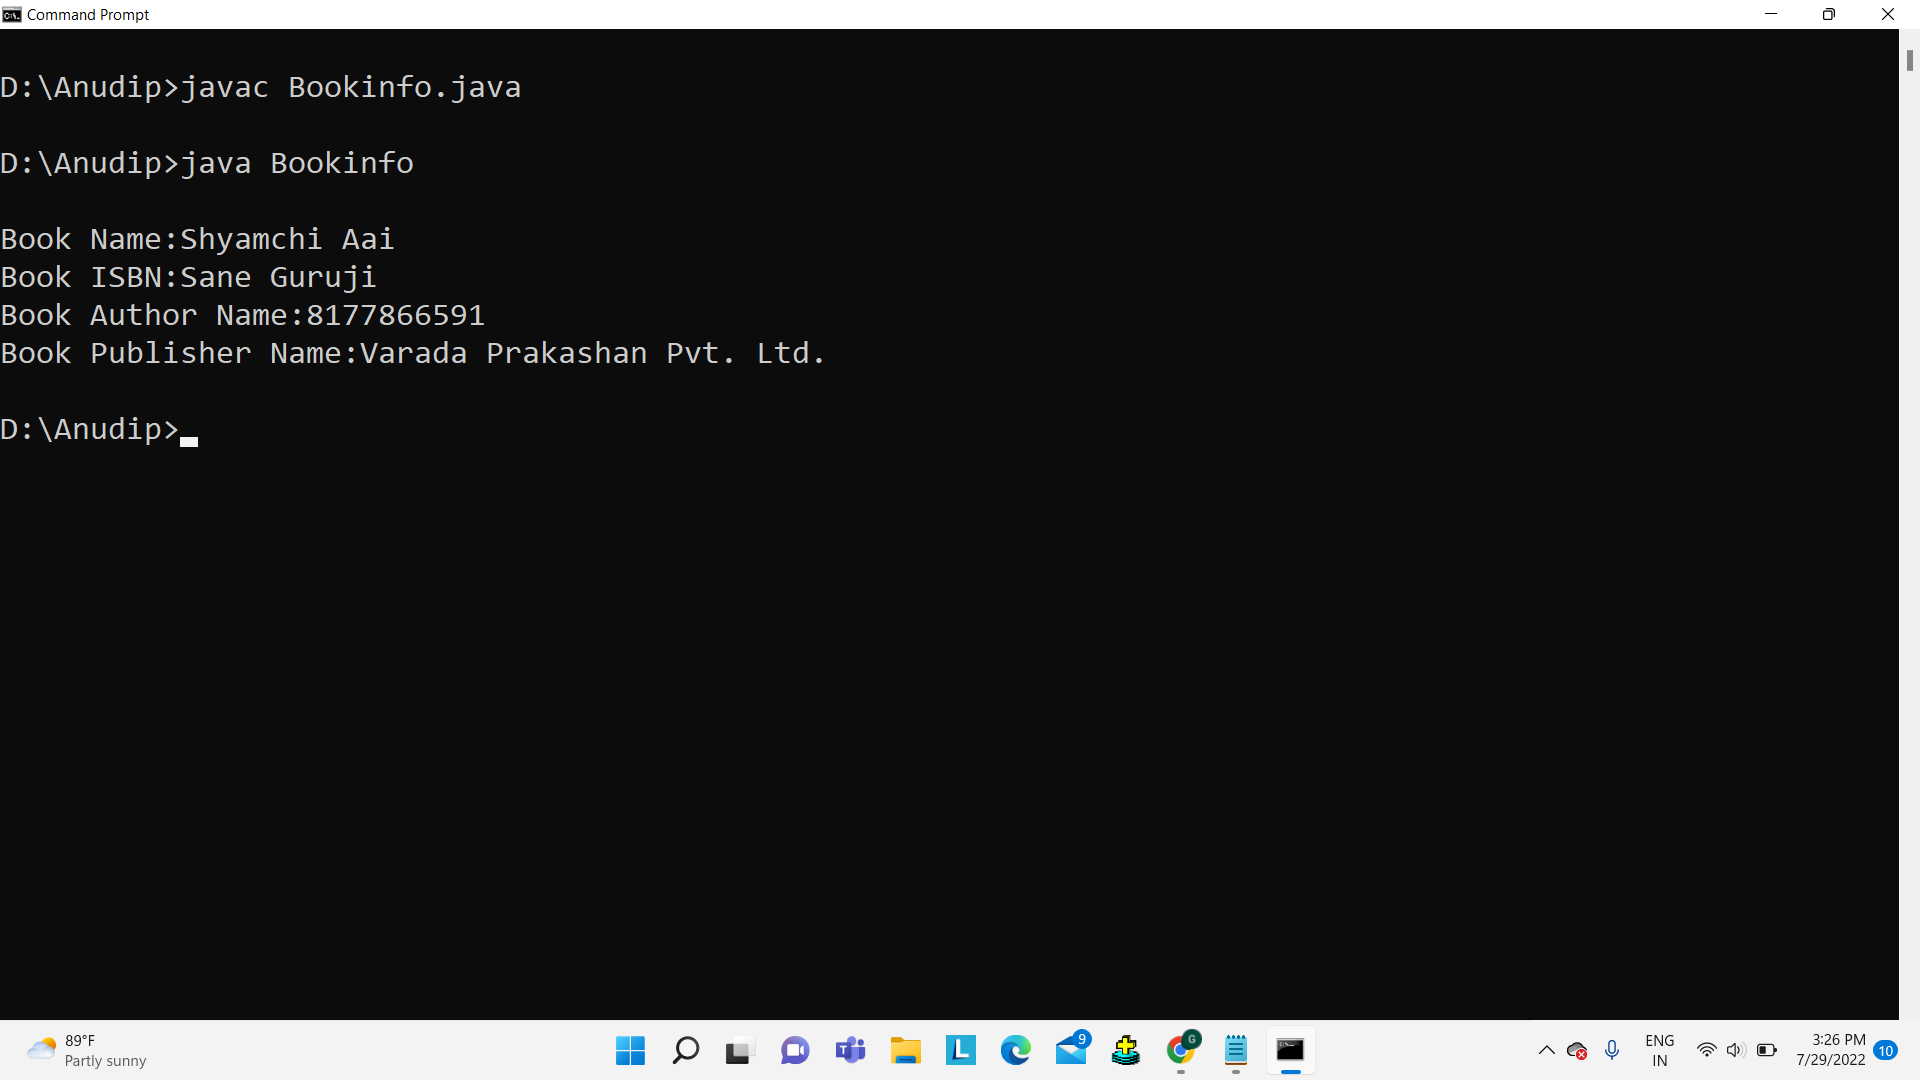 Command Prompt
D:\Anudip>javac Bookinfo.java
D:\Anudip>java Bookinfo
Book Name:Shyamchi Aai
Book ISBN:Sane Guruji
Book Author Name:8177866591
Book Publisher Name:Varada Prakashan Pvt. Ltd.
D:\Anudip>
89°F
Partly sunny
L
9
G
ENG
IN
3:26 PM
7/29/2022
10